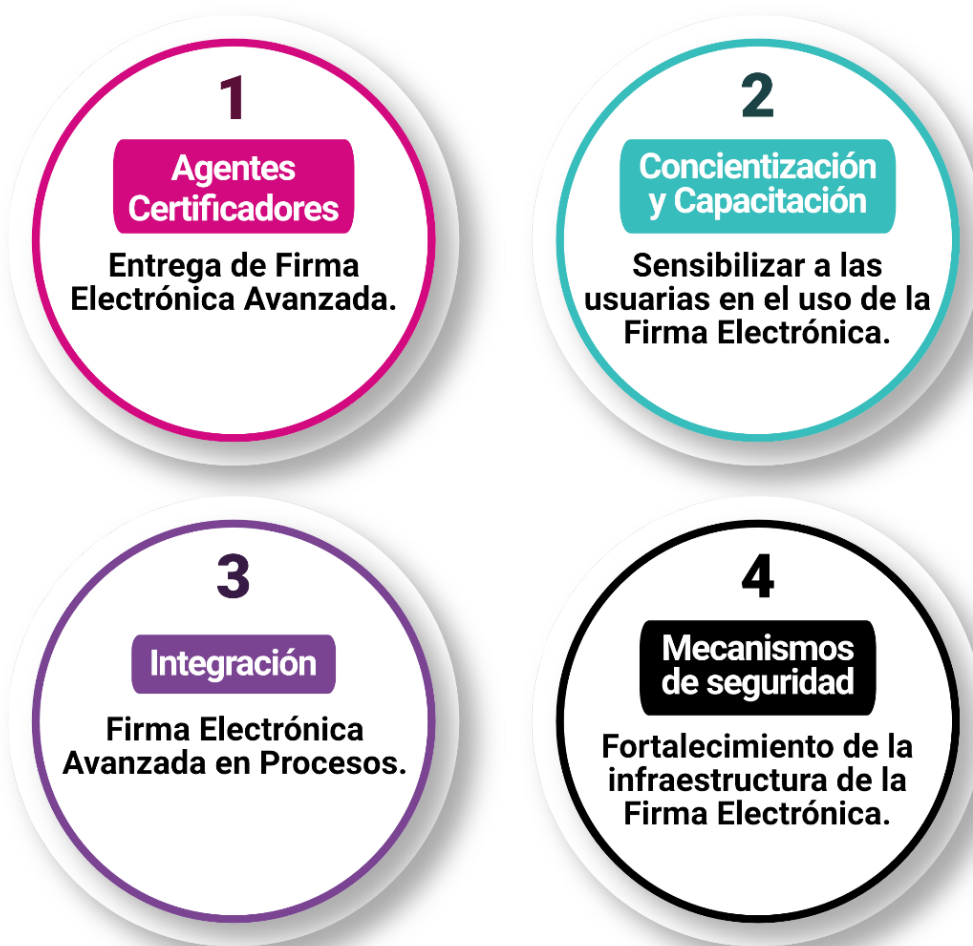 1
Agentes
Certificadores
Entrega de Firma
Electrónica Avanzada.
2
Concientización
y Capacitación
Sensibilizar a las
usuarias en el uso de la
Firma Electrónica.
3
Integración
Firma Electrónica
Avanzada en Procesos.
4
Mecanismos
de seguridad
Fortalecimiento de la
infraestructura de la
Firma Electrónica.